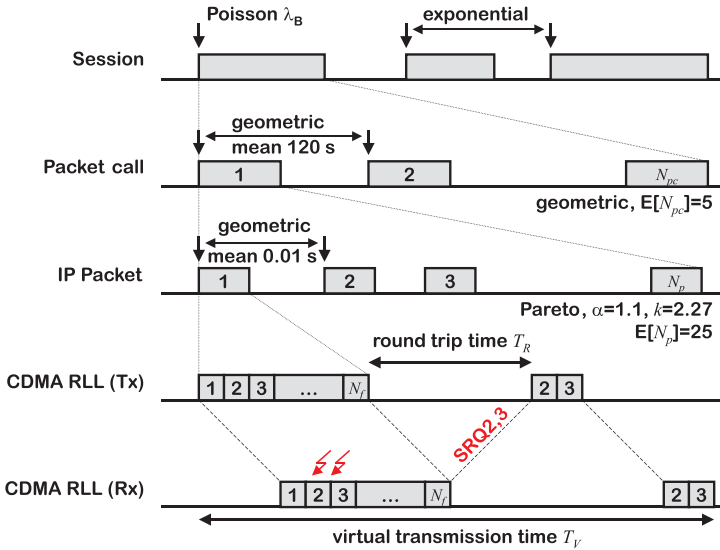 Poisson λB
exponential
Session
geometric
mean 120 s
Packet call
1
2
Npc
geometric, E[Npc]=5
geometric
mean 0.01 s
IP Packet
1
2
3
Np
Pareto, α=1.1, k=2.27
E[Np]=25
round trip time TR
CDMA RLL (Tx)
1 2 3 ... Nf
2 3
SRQ2,3
CDMA RLL (Rx)
1 2 3 ... Nf
2 3
virtual transmission time TV